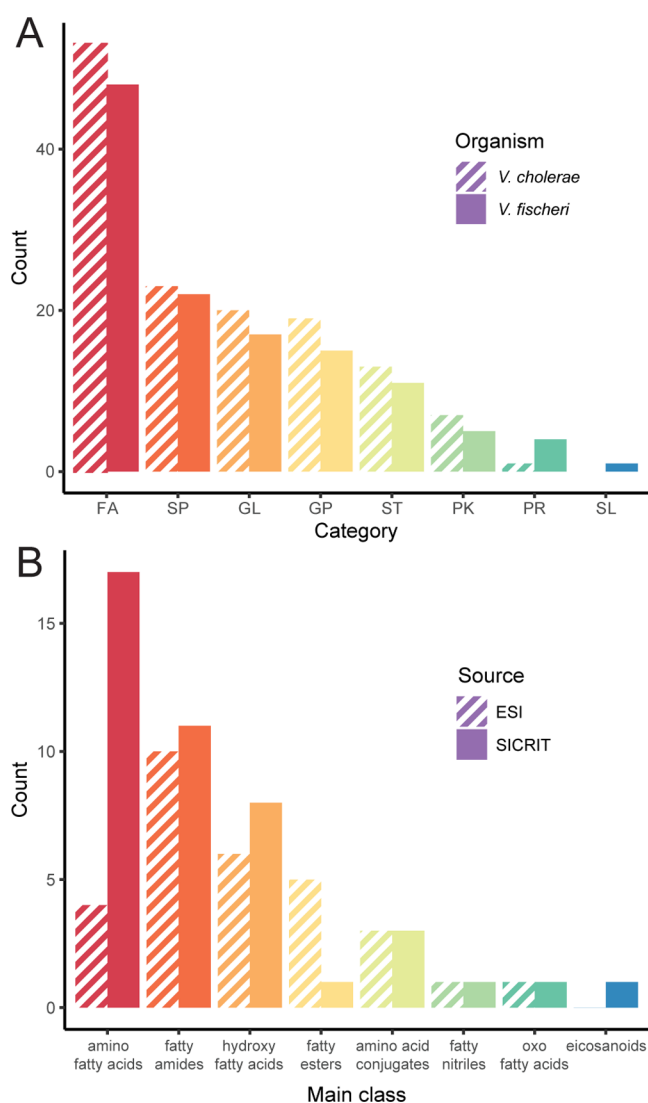 A
Count
40
20
0
Organism
V. cholerae
V. fischeri
FA SP GL GP ST PK PR SL
Category
B
Count
15
10
5
0
Source
ESI
SICRIT
amino fatty hydroxy fatty amino acid fatty oxo eicosanoids
fatty acids amides fatty acids esters conjugates nitriles fatty acids
Main class